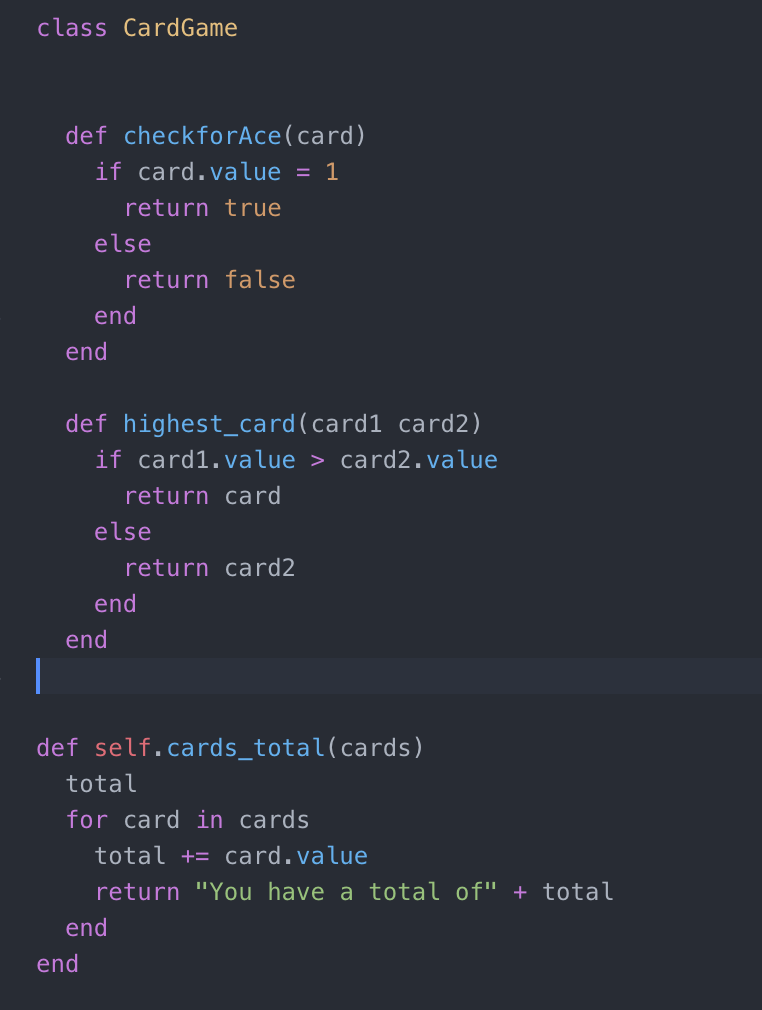 class CardGame
def checkforAce(card)
if card.value = 1
return true
else
return false
end
end
def highest_card(card1 card2)
if card1.value > card2.value
return card
else
return card2
end
end
def self.cards_total(cards)
total
for card in cards
total += card.value
return "You have a total of" + total
end
end